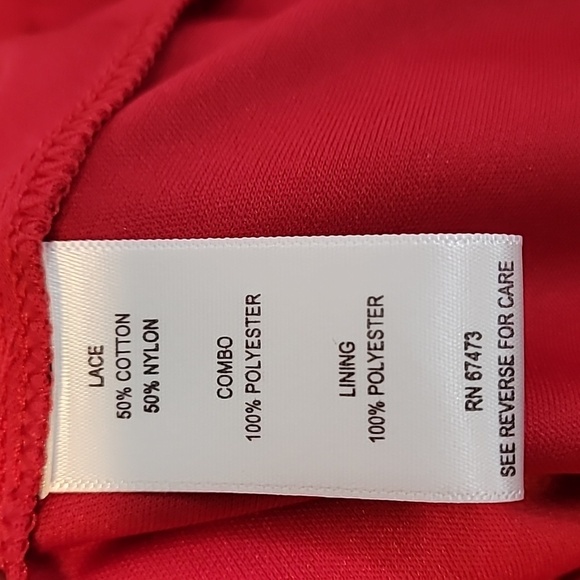 LACE
50% COTTON
50% NYLON
COMBO
100% POLYESTER
LINING
100% POLYESTER
RN 67473
SEE REVERSE FOR CARE